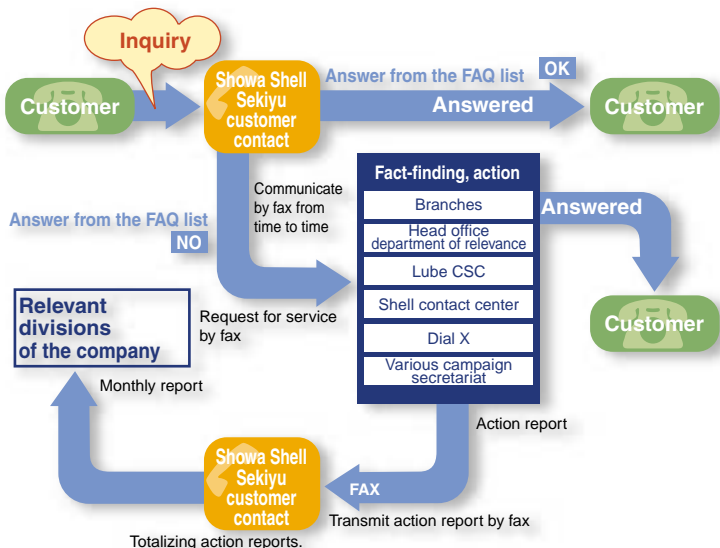 Inquiry
Customer
Showa Shell
Sekiyu
customer
contact
Answer from the FAQ list
OK
Answered
Customer
Communicate
by fax from
time to time
Answer from the FAQ list
NO
Request for service
by fax
Fact-finding, action
Branches
Head office
department of relevance
Lube CSC
Shell contact center
Dial X
Various campaign
secretariat
Answered
Customer
Relevant
divisions
of the company
Monthly report
Action report
Showa Shell
Sekiyu
customer
contact
FAX
Transmit action report by fax
Totalizing action reports.